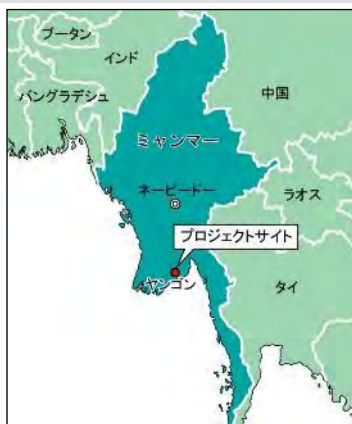 ブータン
インド
中国
バングラデシュ
ミャンマー
ネーピードー
ラオス
プロジェクトサイト
ヤンゴン
タイ